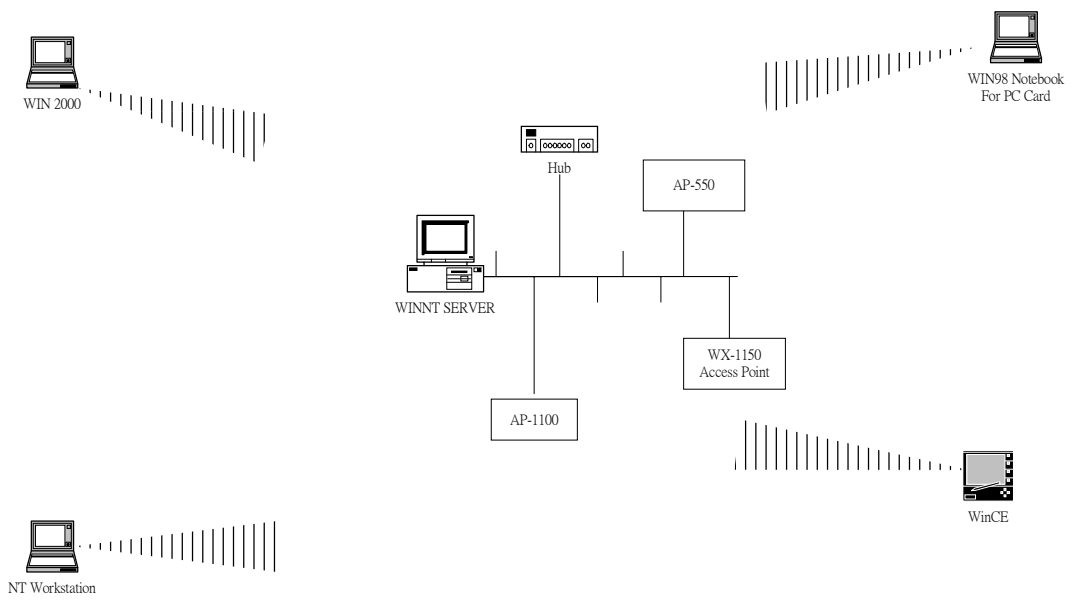 WIN 2000
WIN98 Notebook
For PC Card
Hub
AP-550
WINNT SERVER
WX-1150
Access Point
AP-1100
WinCE
NT Workstation